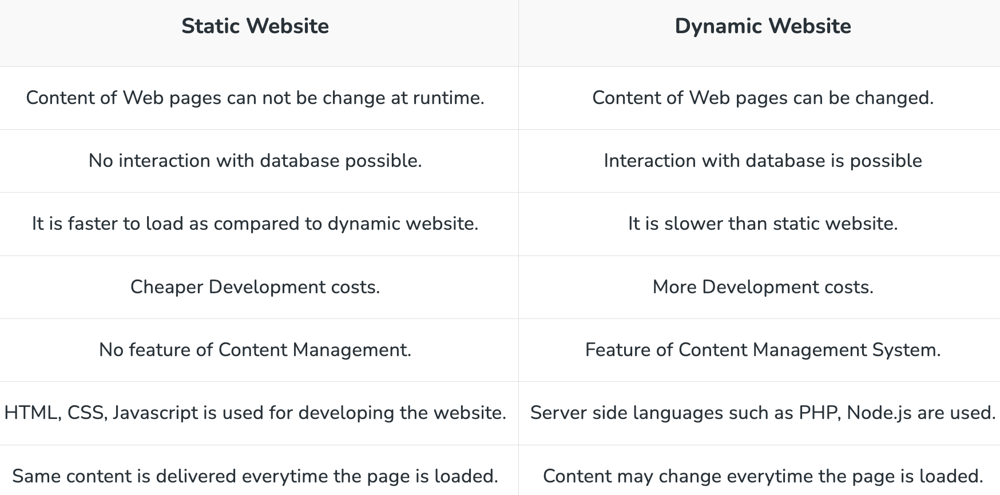 Static Website
Dynamic Website
Content of Web pages can not be change at runtime.
Content of Web pages can be changed.
No interaction with database possible.
Interaction with database is possible
It is faster to load as compared to dynamic website.
It is slower than static website.
Cheaper Development costs.
More Development costs.
No feature of Content Management.
Feature of Content Management System.
HTML, CSS, Javascript is used for developing the website.
Server side languages such as PHP, Node.js are used.
Same content is delivered everytime the page is loaded.
Content may change everytime the page is loaded.